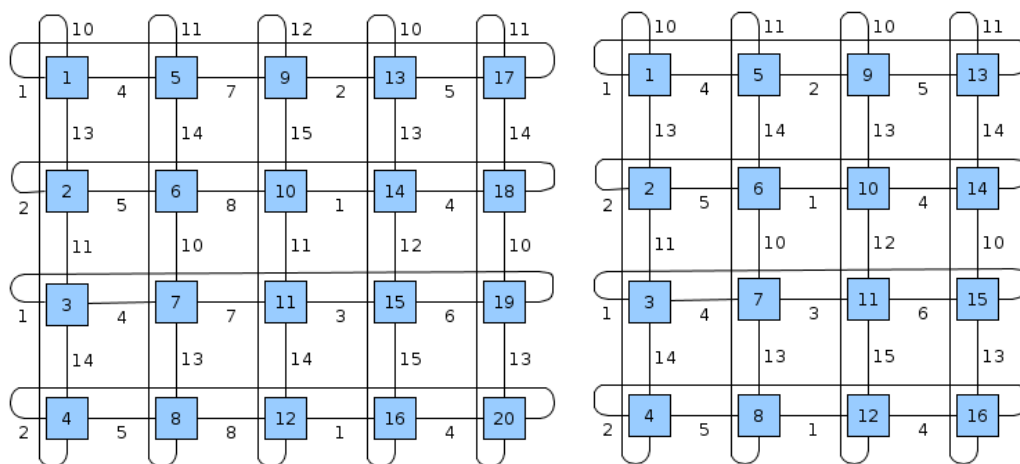 10 11 12 10 11 10 11 10 11
1 5 9 13 17 1 5 9 13
1 4 7 2 5 1 4 2 5
13 14 15 13 14 13 14 13 14
2 6 10 14 18 2 6 10 14
2 5 8 1 4 2 5 1 4
11 10 11 12 10 11 10 12 10
3 7 11 15 19 3 7 11 15
1 4 7 3 6 1 4 3 6
14 13 14 15 13 14 13 15 13
4 8 12 16 20 4 8 12 16
2 5 8 1 4 2 5 1 4